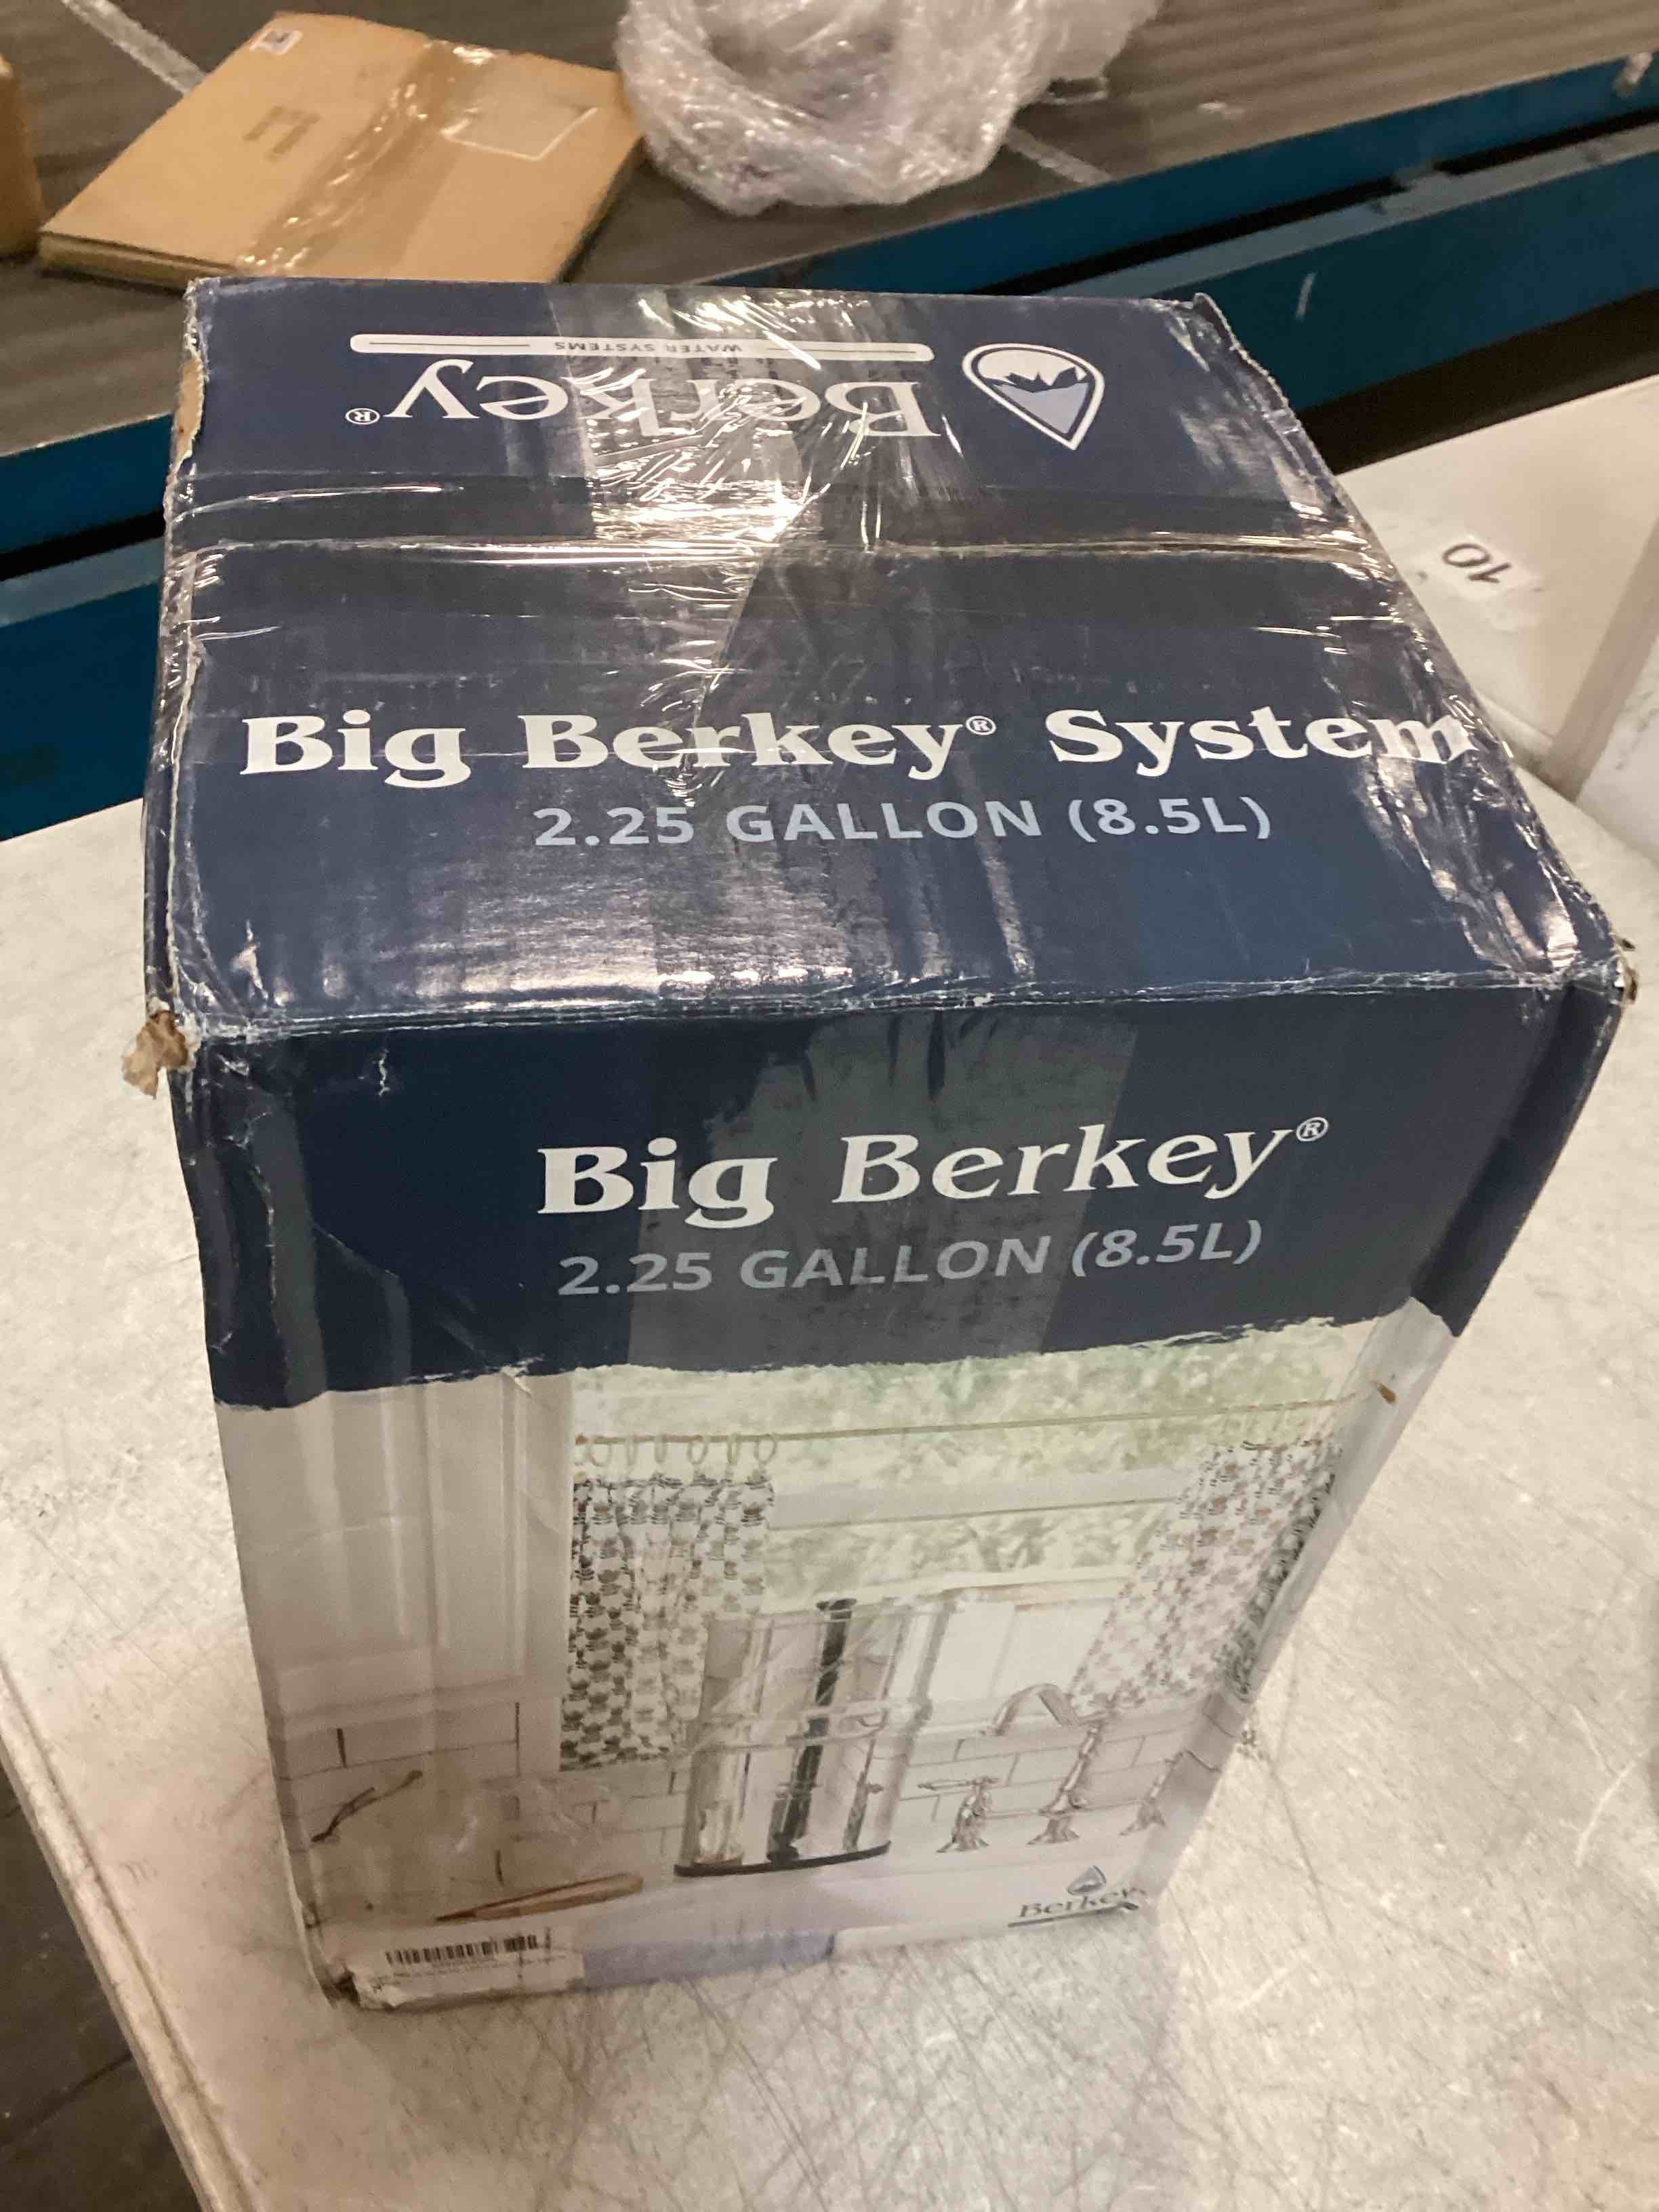 Berkey®
WATER SYSTEMS
Big Berkey® System
2.25 GALLON (8.5L)
Big Berkey®
2.25 GALLON (8.5L)
Berkey
10